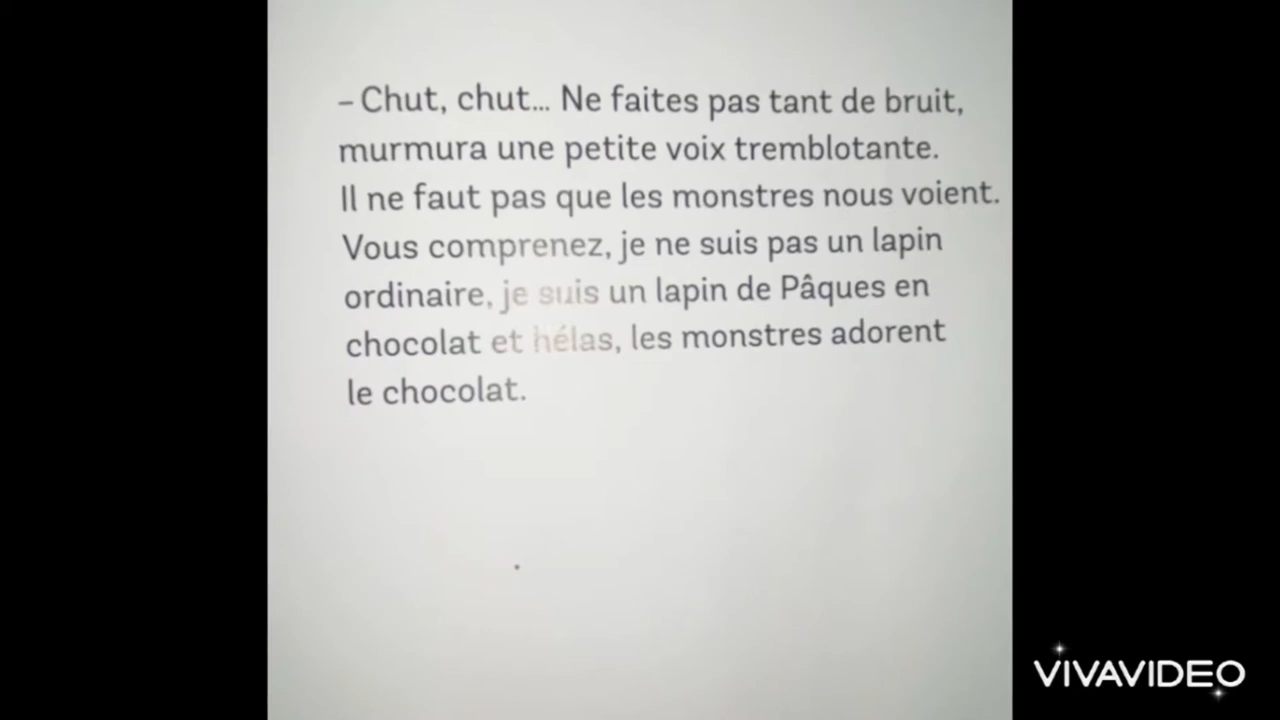 – Chut, chut... Ne faites pas tant de bruit,
murmura une petite voix tremblotante.
Il ne faut pas que les monstres nous voient.
Vous comprenez, je ne suis pas un lapin
ordinaire, je suis un lapin de Pâques en
chocolat et hélas, les monstres adorent
le chocolat.
VIVAVIDEO